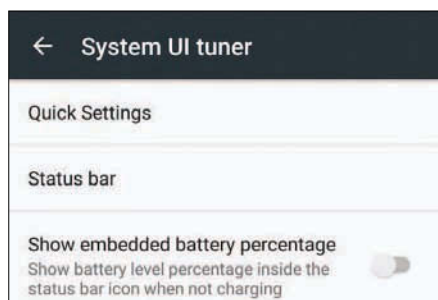 System UI tuner
Quick Settings
Status bar
Show embedded battery percentage
Show battery level percentage inside the
status bar icon when not charging